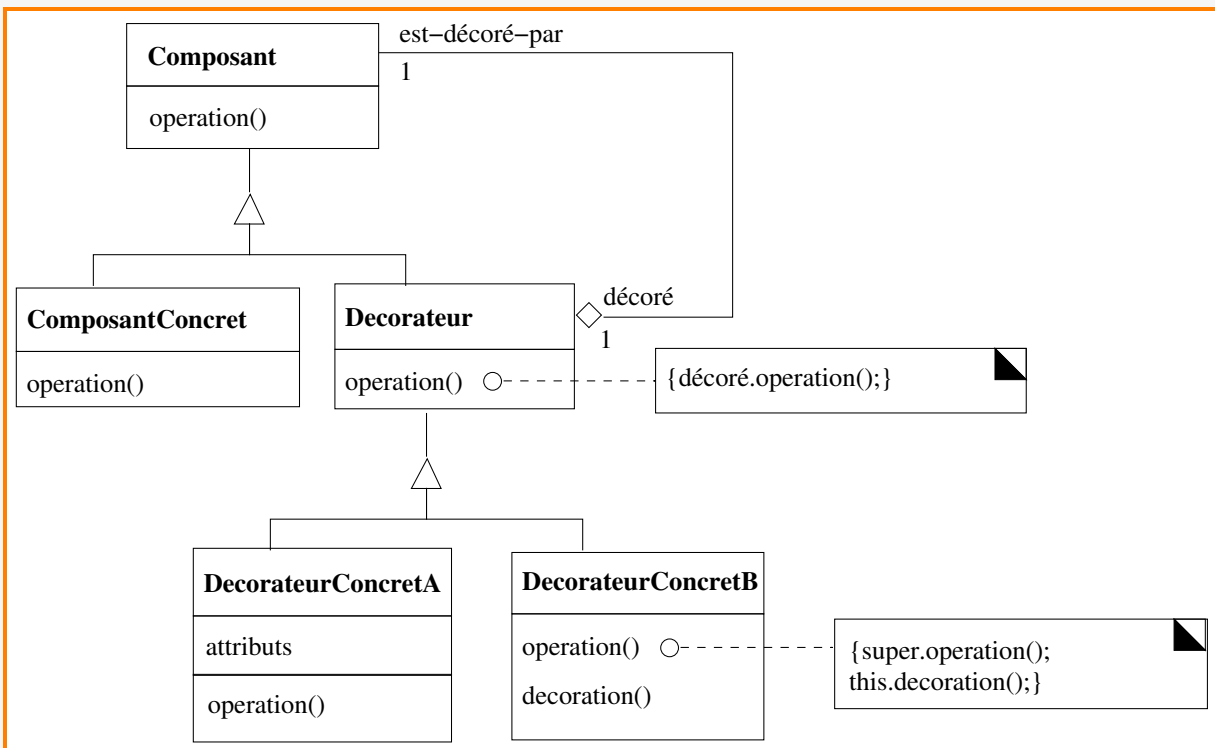 est−décoré−par
Composant
1
operation()
décoré
ComposantConcret
Decorateur
1
operation()
operation()
{décoré.operation();}
DecorateurConcretA
DecorateurConcretB
attributs
operation()
{super.operation();
this.decoration();}
operation()
decoration()